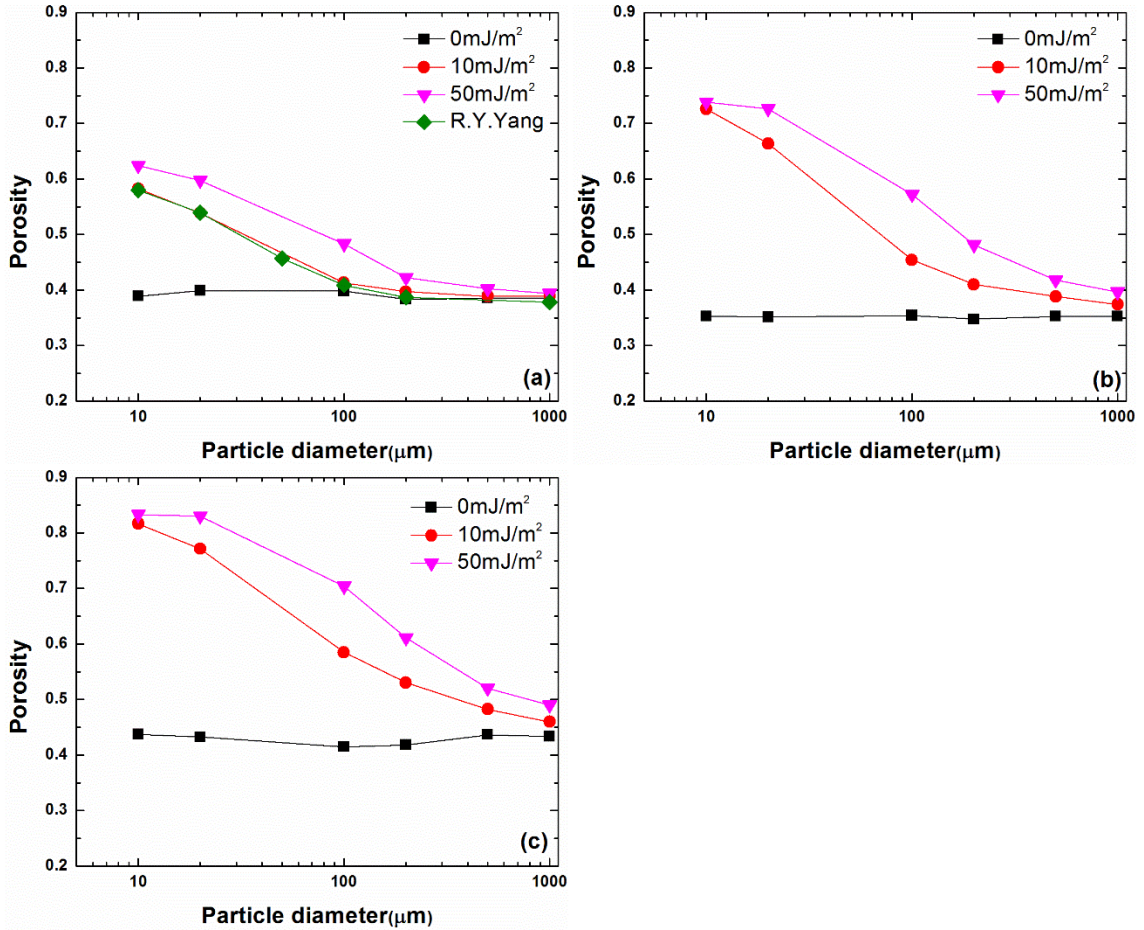 0.9
0.8
0.7
0.6
0.5
0.4
0.3
0.2
Porosity
0mJ/m²
10mJ/m²
50mJ/m²
R.Y.Yang
(a)
10
100
1000
Particle diameter(μm)
0.9
0.8
0.7
0.6
0.5
0.4
0.3
0.2
Porosity
0mJ/m²
10mJ/m²
50mJ/m²
(b)
10
100
1000
Particle diameter(μm)
0.9
0.8
0.7
0.6
0.5
0.4
0.3
0.2
Porosity
0mJ/m²
10mJ/m²
50mJ/m²
(c)
10
100
1000
Particle diameter(μm)